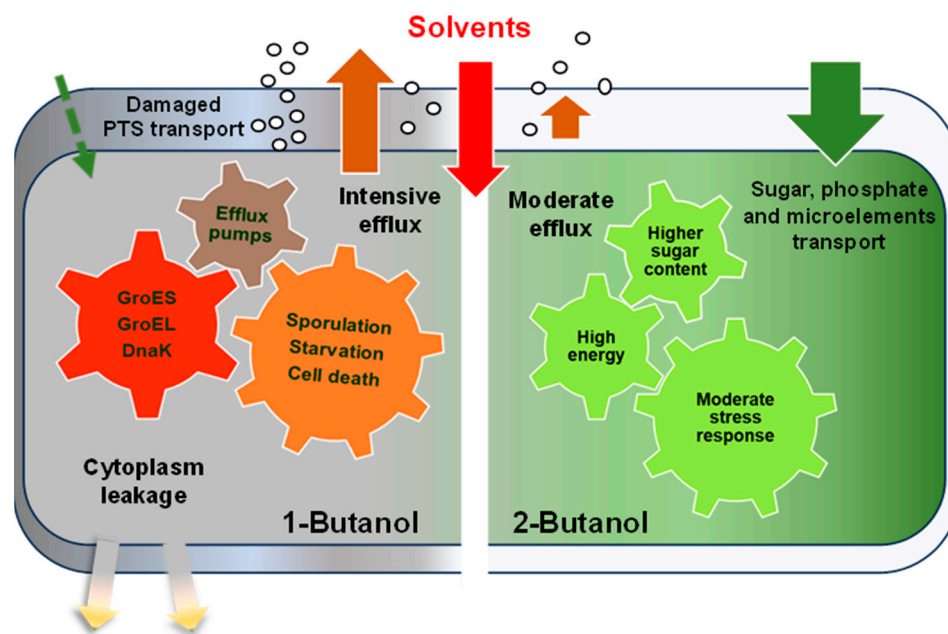 Solvents
Damaged
PTS transport
Efflux
pumps
Intensive
efflux
GroES
GroEL
DnaK
Sporulation
Starvation
Cell death
Cytoplasm
leakage
1-Butanol
Moderate
efflux
Sugar, phosphate
and microelements
transport
Higher
sugar
content
High
energy
Moderate
stress
response
2-Butanol